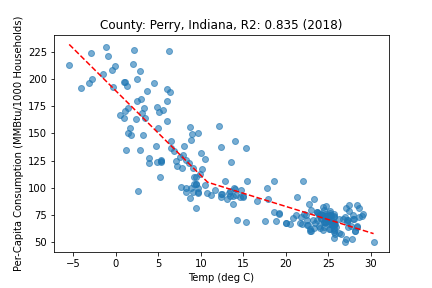 County: Perry, Indiana, R2: 0.835 (2018)
Per-Capita Consumption (MMBtu/1000 Households)
225
200
175
150
125
100
75
50
−5 0 5 10 15 20 25 30
Temp (deg C)